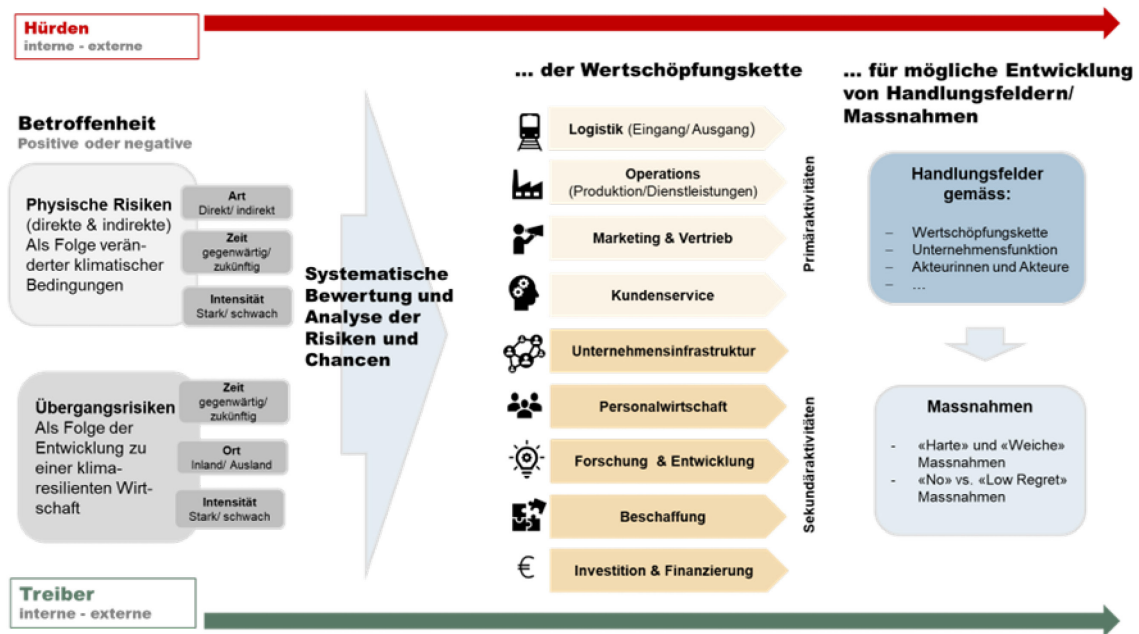 Hürden
interne - externe
Betroffenheit
Positive oder negative
Physische Risiken
(direkte & indirekte)
Als Folge verän-
derter klimatischer
Bedingungen
Art
Direkt/ indirekt
Zeit
gegenwärtig/
zukünftig
Intensität
Stark/ schwach
Übergangsrisiken
Als Folge der
Entwicklung zu
einer klima-
resilienten Wirt-
schaft
Zeit
gegenwärtig/
zukünftig
Ort
Inland/ Ausland
Intensität
Stark/ schwach
Systematische
Bewertung und
Analyse der
Risiken und
Chancen
... der Wertschöpfungskette
Logistik (Eingang/ Ausgang)
Operations
(Produktion/Dienstleistungen)
Marketing & Vertrieb
Kundenservice
Primäraktivitäten
Unternehmensinfrastruktur
Personalwirtschaft
Forschung & Entwicklung
Beschaffung
€ Investition & Finanzierung
Sekundäraktivitäten
... für mögliche Entwicklung
von Handlungsfeldern/
Massnahmen
Handlungsfelder
gemäss:
– Wertschöpfungskette
– Unternehmensfunktion
– Akteurinnen und Akteure
– ...
Massnahmen
- «Harte» und «Weiche»
Massnahmen
- «No» vs. «Low Regret»
Massnahmen
Treiber
interne - externe